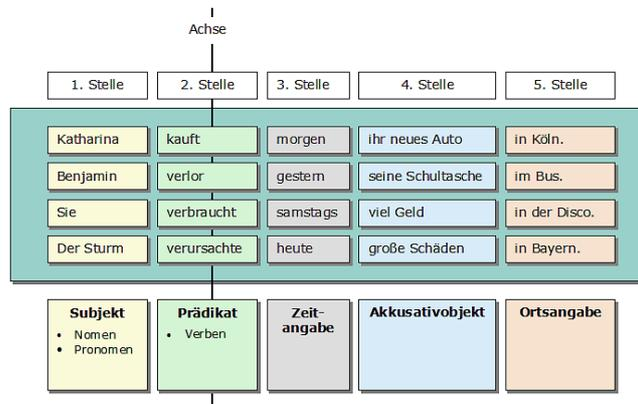 Achse
1. Stelle 2. Stelle 3. Stelle 4. Stelle 5. Stelle
Katharina kauft morgen ihr neues Auto in Köln.
Benjamin verlor gestern seine Schultasche im Bus.
Sie verbraucht samstags viel Geld in der Disco.
Der Sturm verursachte heute große Schäden in Bayern.
Subjekt
• Nomen
• Pronomen
Prädikat
• Verben
Zeit-
angabe
Akkusativobjekt
Ortsangabe